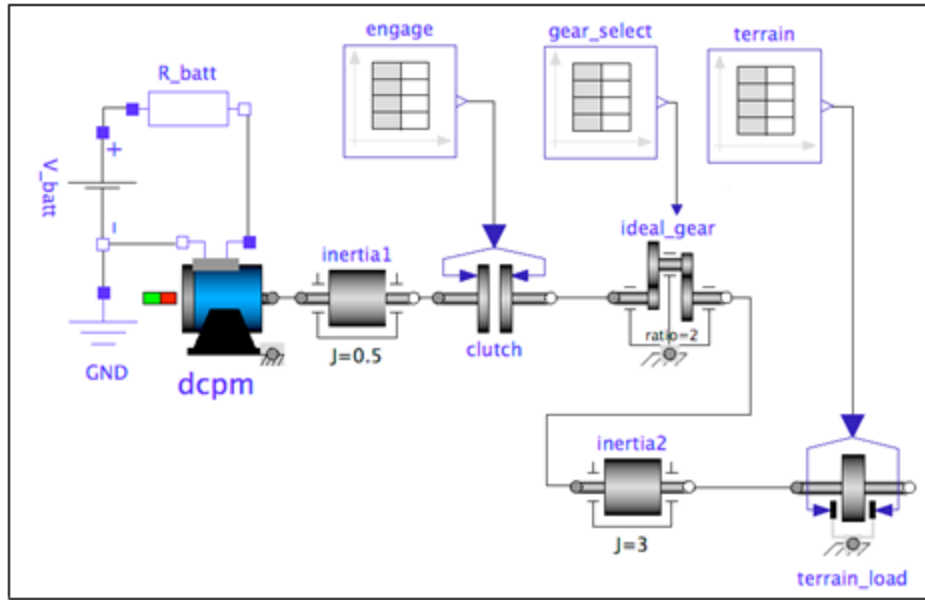 engage
gear_select
terrain
R_batt
+
V_batt
-
ideal_gear
inertia1
ratio=2
J=0.5
clutch
GND
dcpm
inertia2
J=3
terrain_load